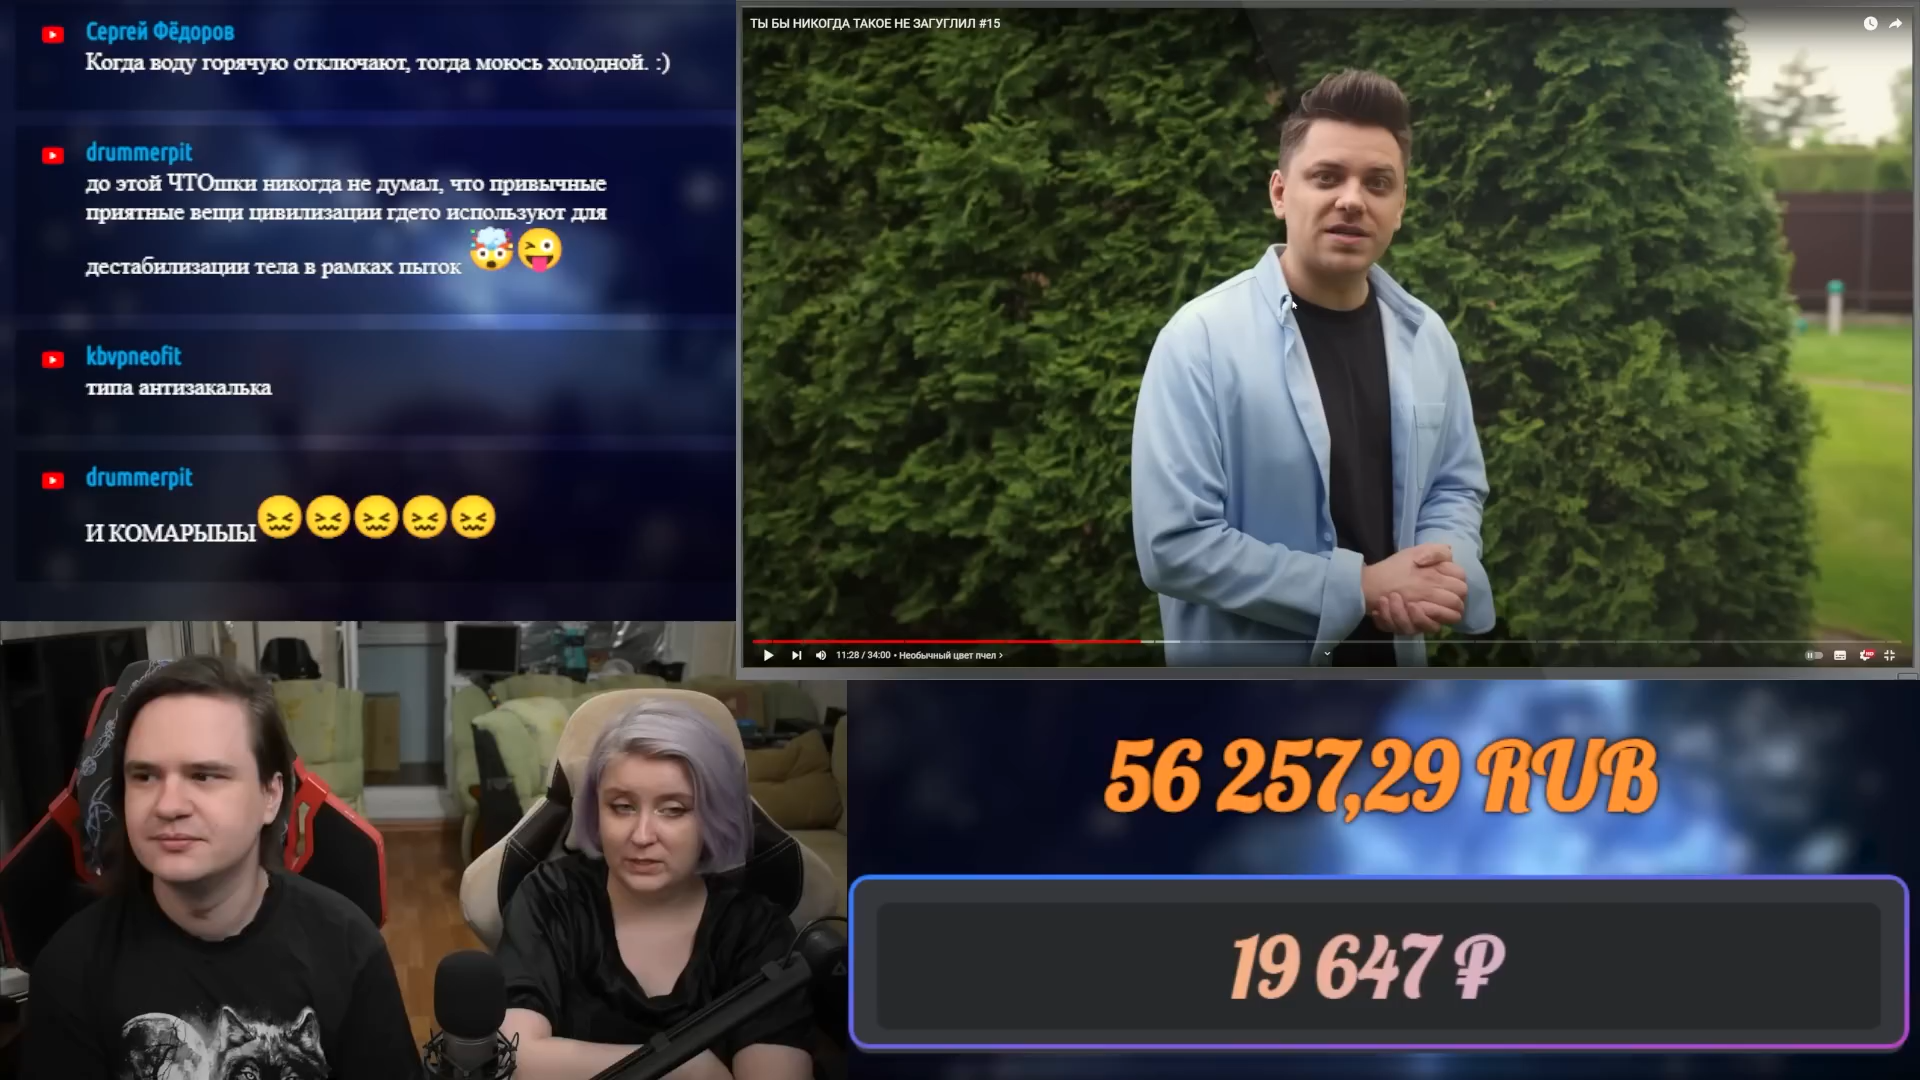 Сергей Фёдоров
Когда воду горячую отключают, тогда моюсь холодной. :)
drummerpit
до этой ЧТОшки никогда не думал, что привычные
приятные вещи цивилизации гдето используют для
дестабилизации тела в рамках пыток 🤯😜
kbvpneofit
типа антизакалька
drummerpit
И КОМАРЫЫЫ😖😖😖😖😖
ТЫ БЫ НИКОГДА ТАКОЕ НЕ ЗАГУГЛИЛ #15
11:28 / 34:00 • Необычный цвет пчел ›
56 257,29 RUB
19 647 ₽